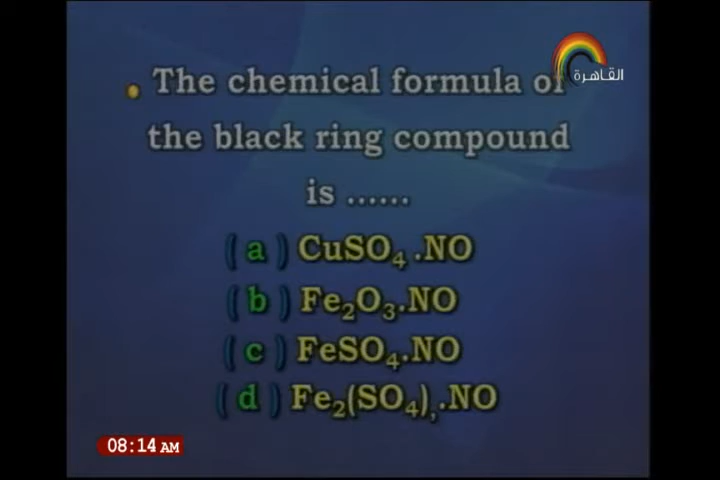 القاهرة
. The chemical formula of
the black ring compound
is ......
( a ) CuSO₄ .NO
( b ) Fe₂O₃.NO
( c ) FeSO₄.NO
( d ) Fe₂(SO₄),.NO
08:14 AM